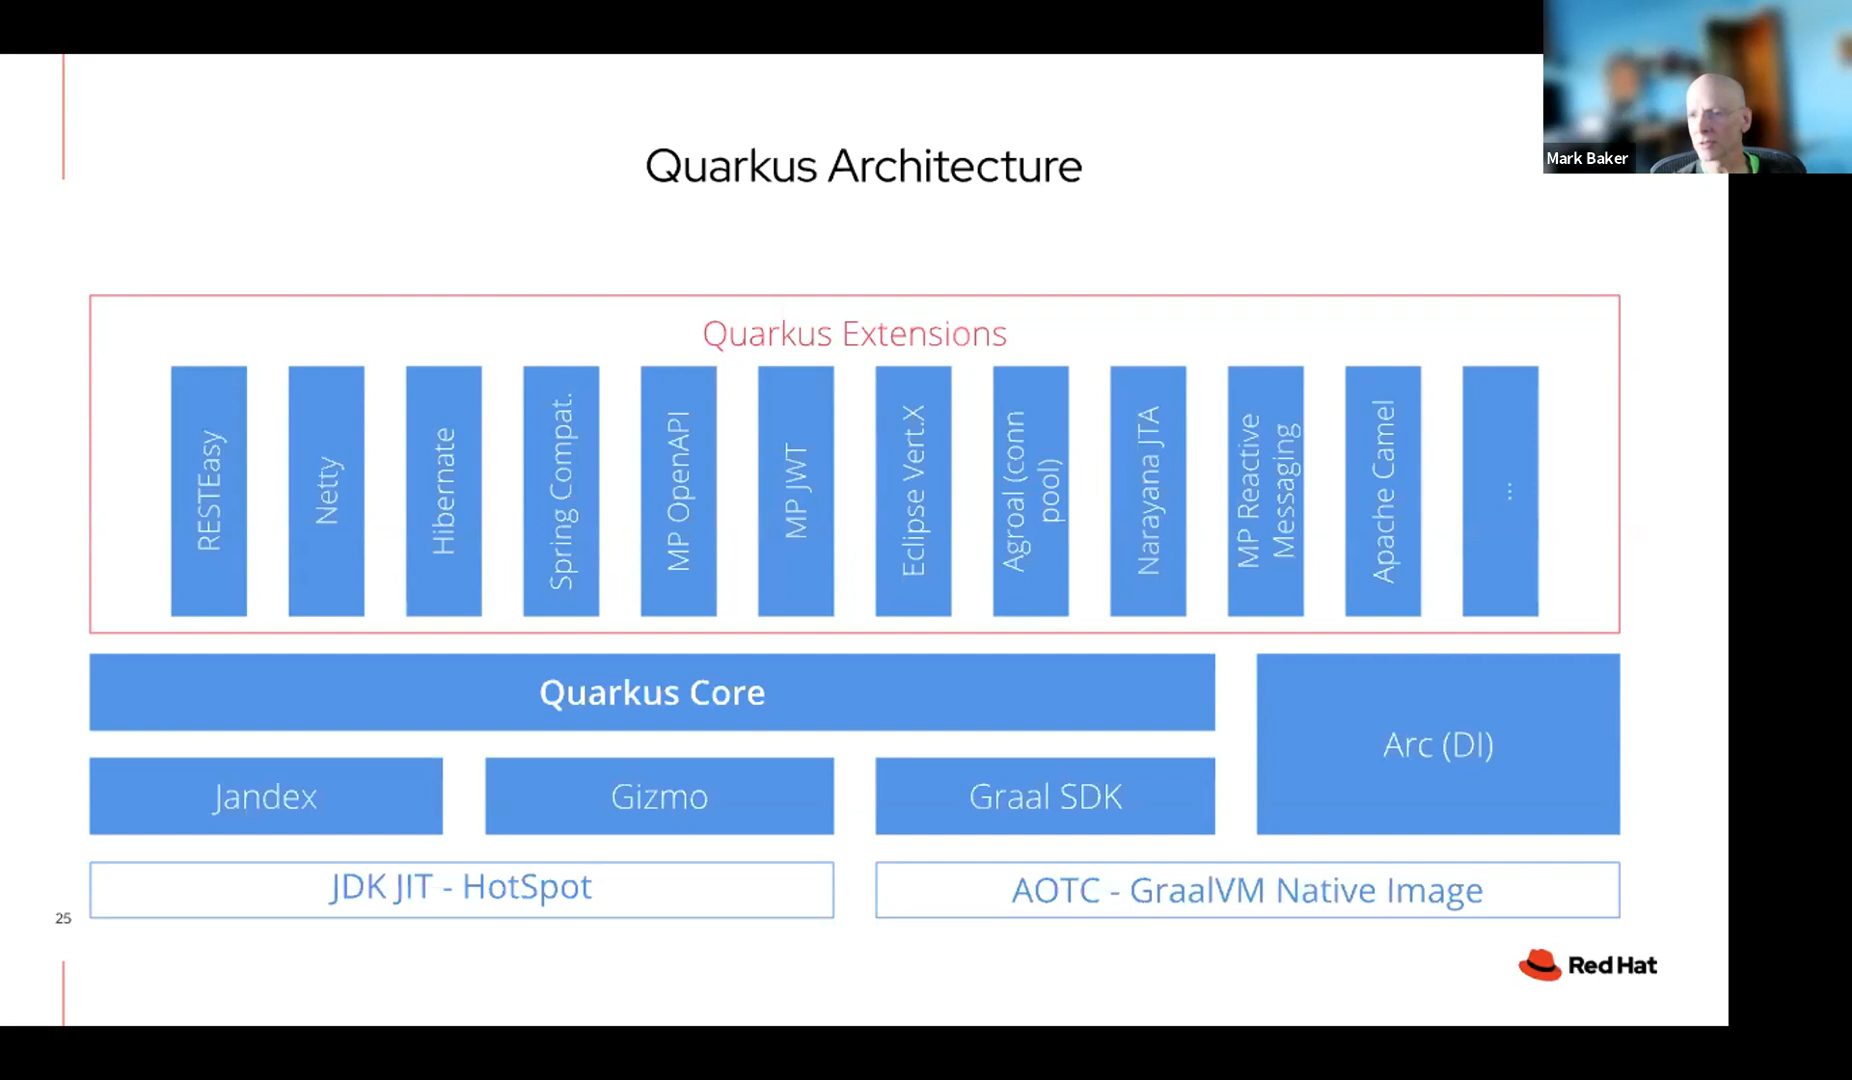 Mark Baker
Quarkus Architecture
Quarkus Extensions
RESTEasy
Netty
Hibernate
Spring Compat.
MP OpenAPI
MP JWT
Eclipse Vert.X
Agroal (conn
pool)
Narayana JTA
MP Reactive
Messaging
Apache Camel
...
Quarkus Core
Arc (DI)
Jandex
Gizmo
Graal SDK
JDK JIT - HotSpot
AOTC - GraalVM Native Image
25
Red Hat